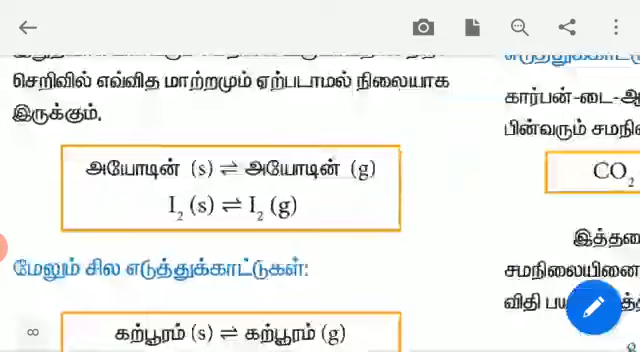 செறிவில் எவ்வித மாற்றமும் ஏற்படாமல் நிலையாக
இருக்கும்.
அயோடின் (s) ⇌ அயோடின் (g)
I₂ (s) ⇌ I₂ (g)
மேலும் சில எடுத்துக்காட்டுகள்:
கற்பூரம் (s) ⇌ கற்பூரம் (g)
கார்பன்-டை-ஆ
பின்வரும் சமநி
CO₂
இத்தகை
சமநிலையினை
விதி